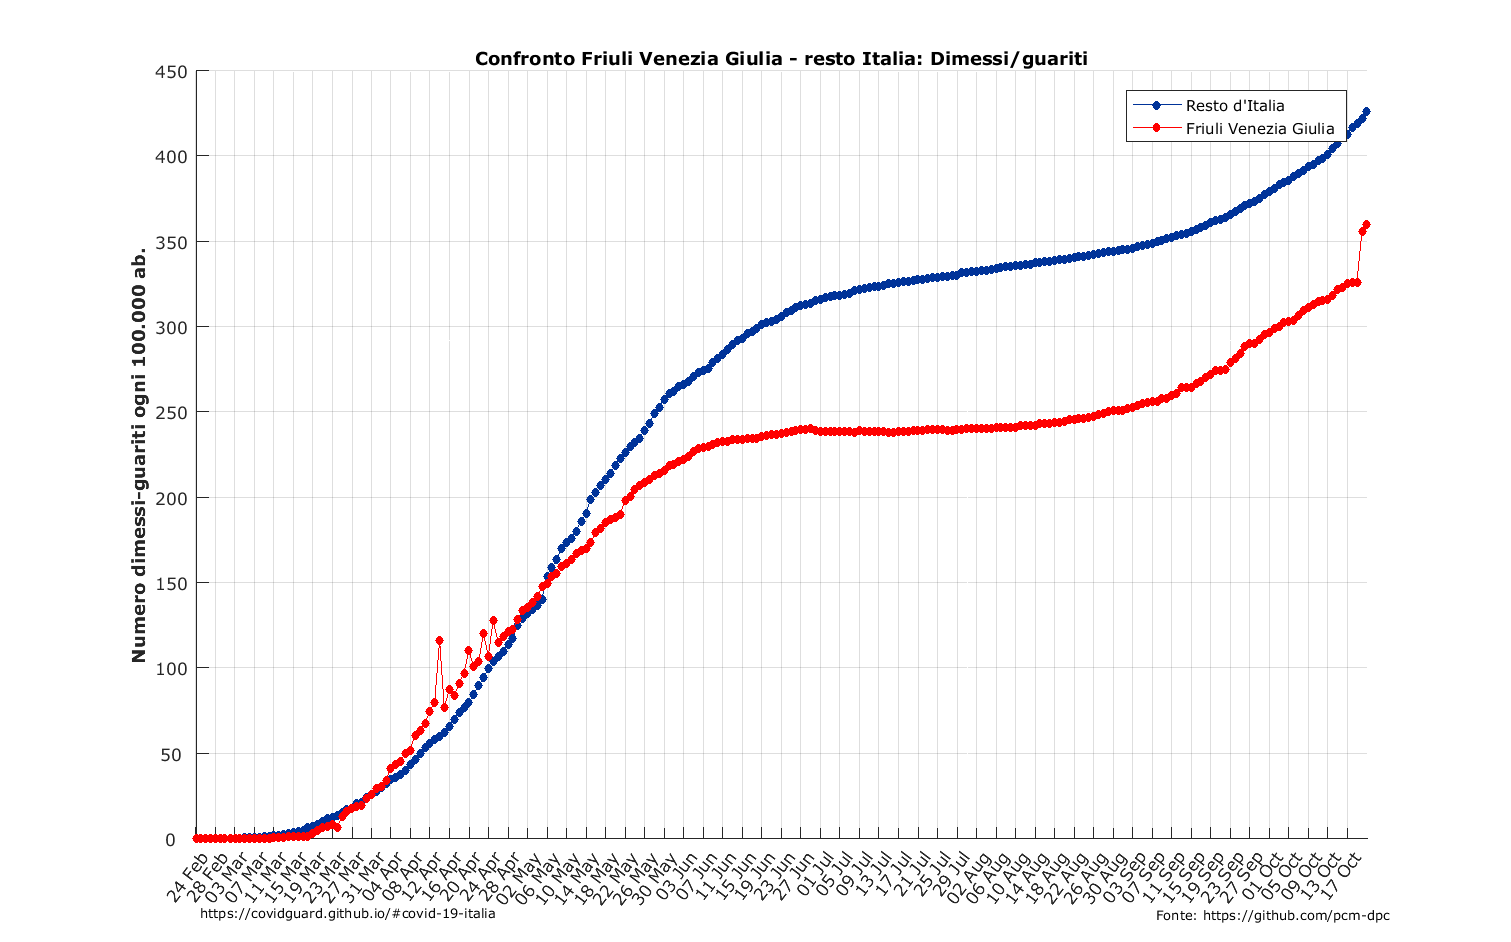 Confronto Friuli Venezia Giulia - resto Italia: Dimessi/guariti
Numero dimessi-guariti ogni 100.000 ab.
450
400
350
300
250
200
150
100
50
0
Resto d'Italia
Friuli Venezia Giulia
24 Feb
28 Feb
03 Mar
07 Mar
11 Mar
15 Mar
19 Mar
23 Mar
27 Mar
31 Mar
04 Apr
08 Apr
12 Apr
16 Apr
20 Apr
24 Apr
28 Apr
02 May
06 May
10 May
14 May
18 May
22 May
26 May
30 May
03 Jun
07 Jun
11 Jun
15 Jun
19 Jun
23 Jun
27 Jun
01 Jul
05 Jul
09 Jul
13 Jul
17 Jul
21 Jul
25 Jul
29 Jul
02 Aug
06 Aug
10 Aug
14 Aug
18 Aug
22 Aug
26 Aug
30 Aug
03 Sep
07 Sep
11 Sep
15 Sep
19 Sep
23 Sep
27 Sep
01 Oct
05 Oct
09 Oct
13 Oct
17 Oct
https://covidguard.github.io/#covid-19-italia
Fonte: https://github.com/pcm-dpc